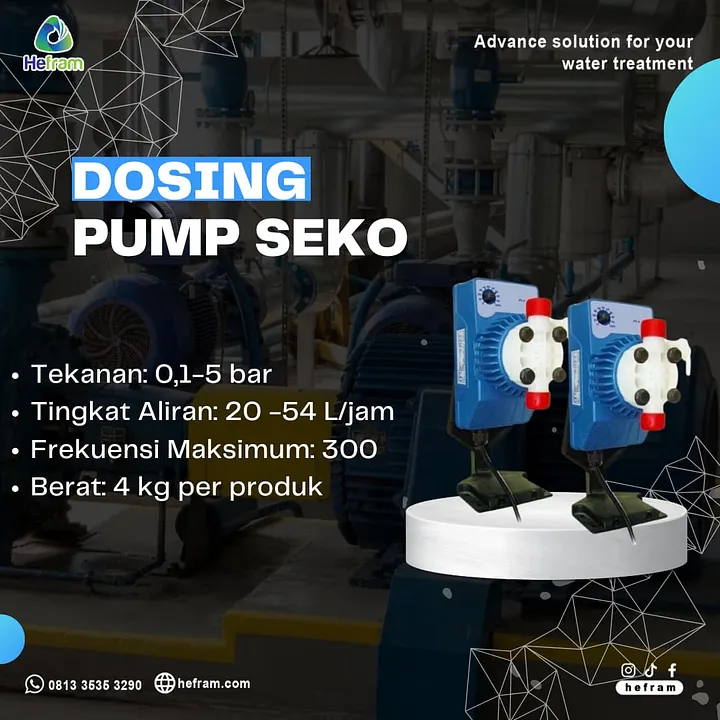 Hefram
Advance solution for your
water treatment
DOSING
PUMP SEKO
• Tekanan: 0,1-5 bar
• Tingkat Aliran: 20 -54 L/jam
• Frekuensi Maksimum: 300
• Berat: 4 kg per produk
0813 3535 3290
hefram.com
hefram